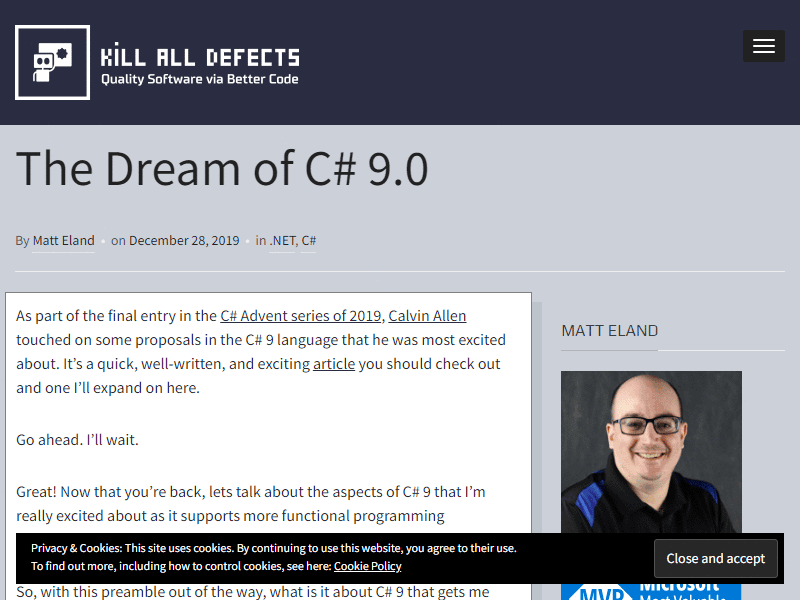 KILL ALL DEFECTS
Quality Software via Better Code
The Dream of C# 9.0
By Matt Eland on December 28, 2019 in .NET, C#
As part of the final entry in the C# Advent series of 2019, Calvin Allen
touched on some proposals in the C# 9 language that he was most excited
about. It’s a quick, well-written, and exciting article you should check out
and one I’ll expand on here.
Go ahead. I’ll wait.
Great! Now that you’re back, lets talk about the aspects of C# 9 that I’m
really excited about as it supports more functional programming
So, with this preamble out of the way, what is it about C# 9 that gets me
MATT ELAND
MVP
Microsoft
Most Valuable
Privacy & Cookies: This site uses cookies. By continuing to use this website, you agree to their use.
To find out more, including how to control cookies, see here: Cookie Policy
Close and accept